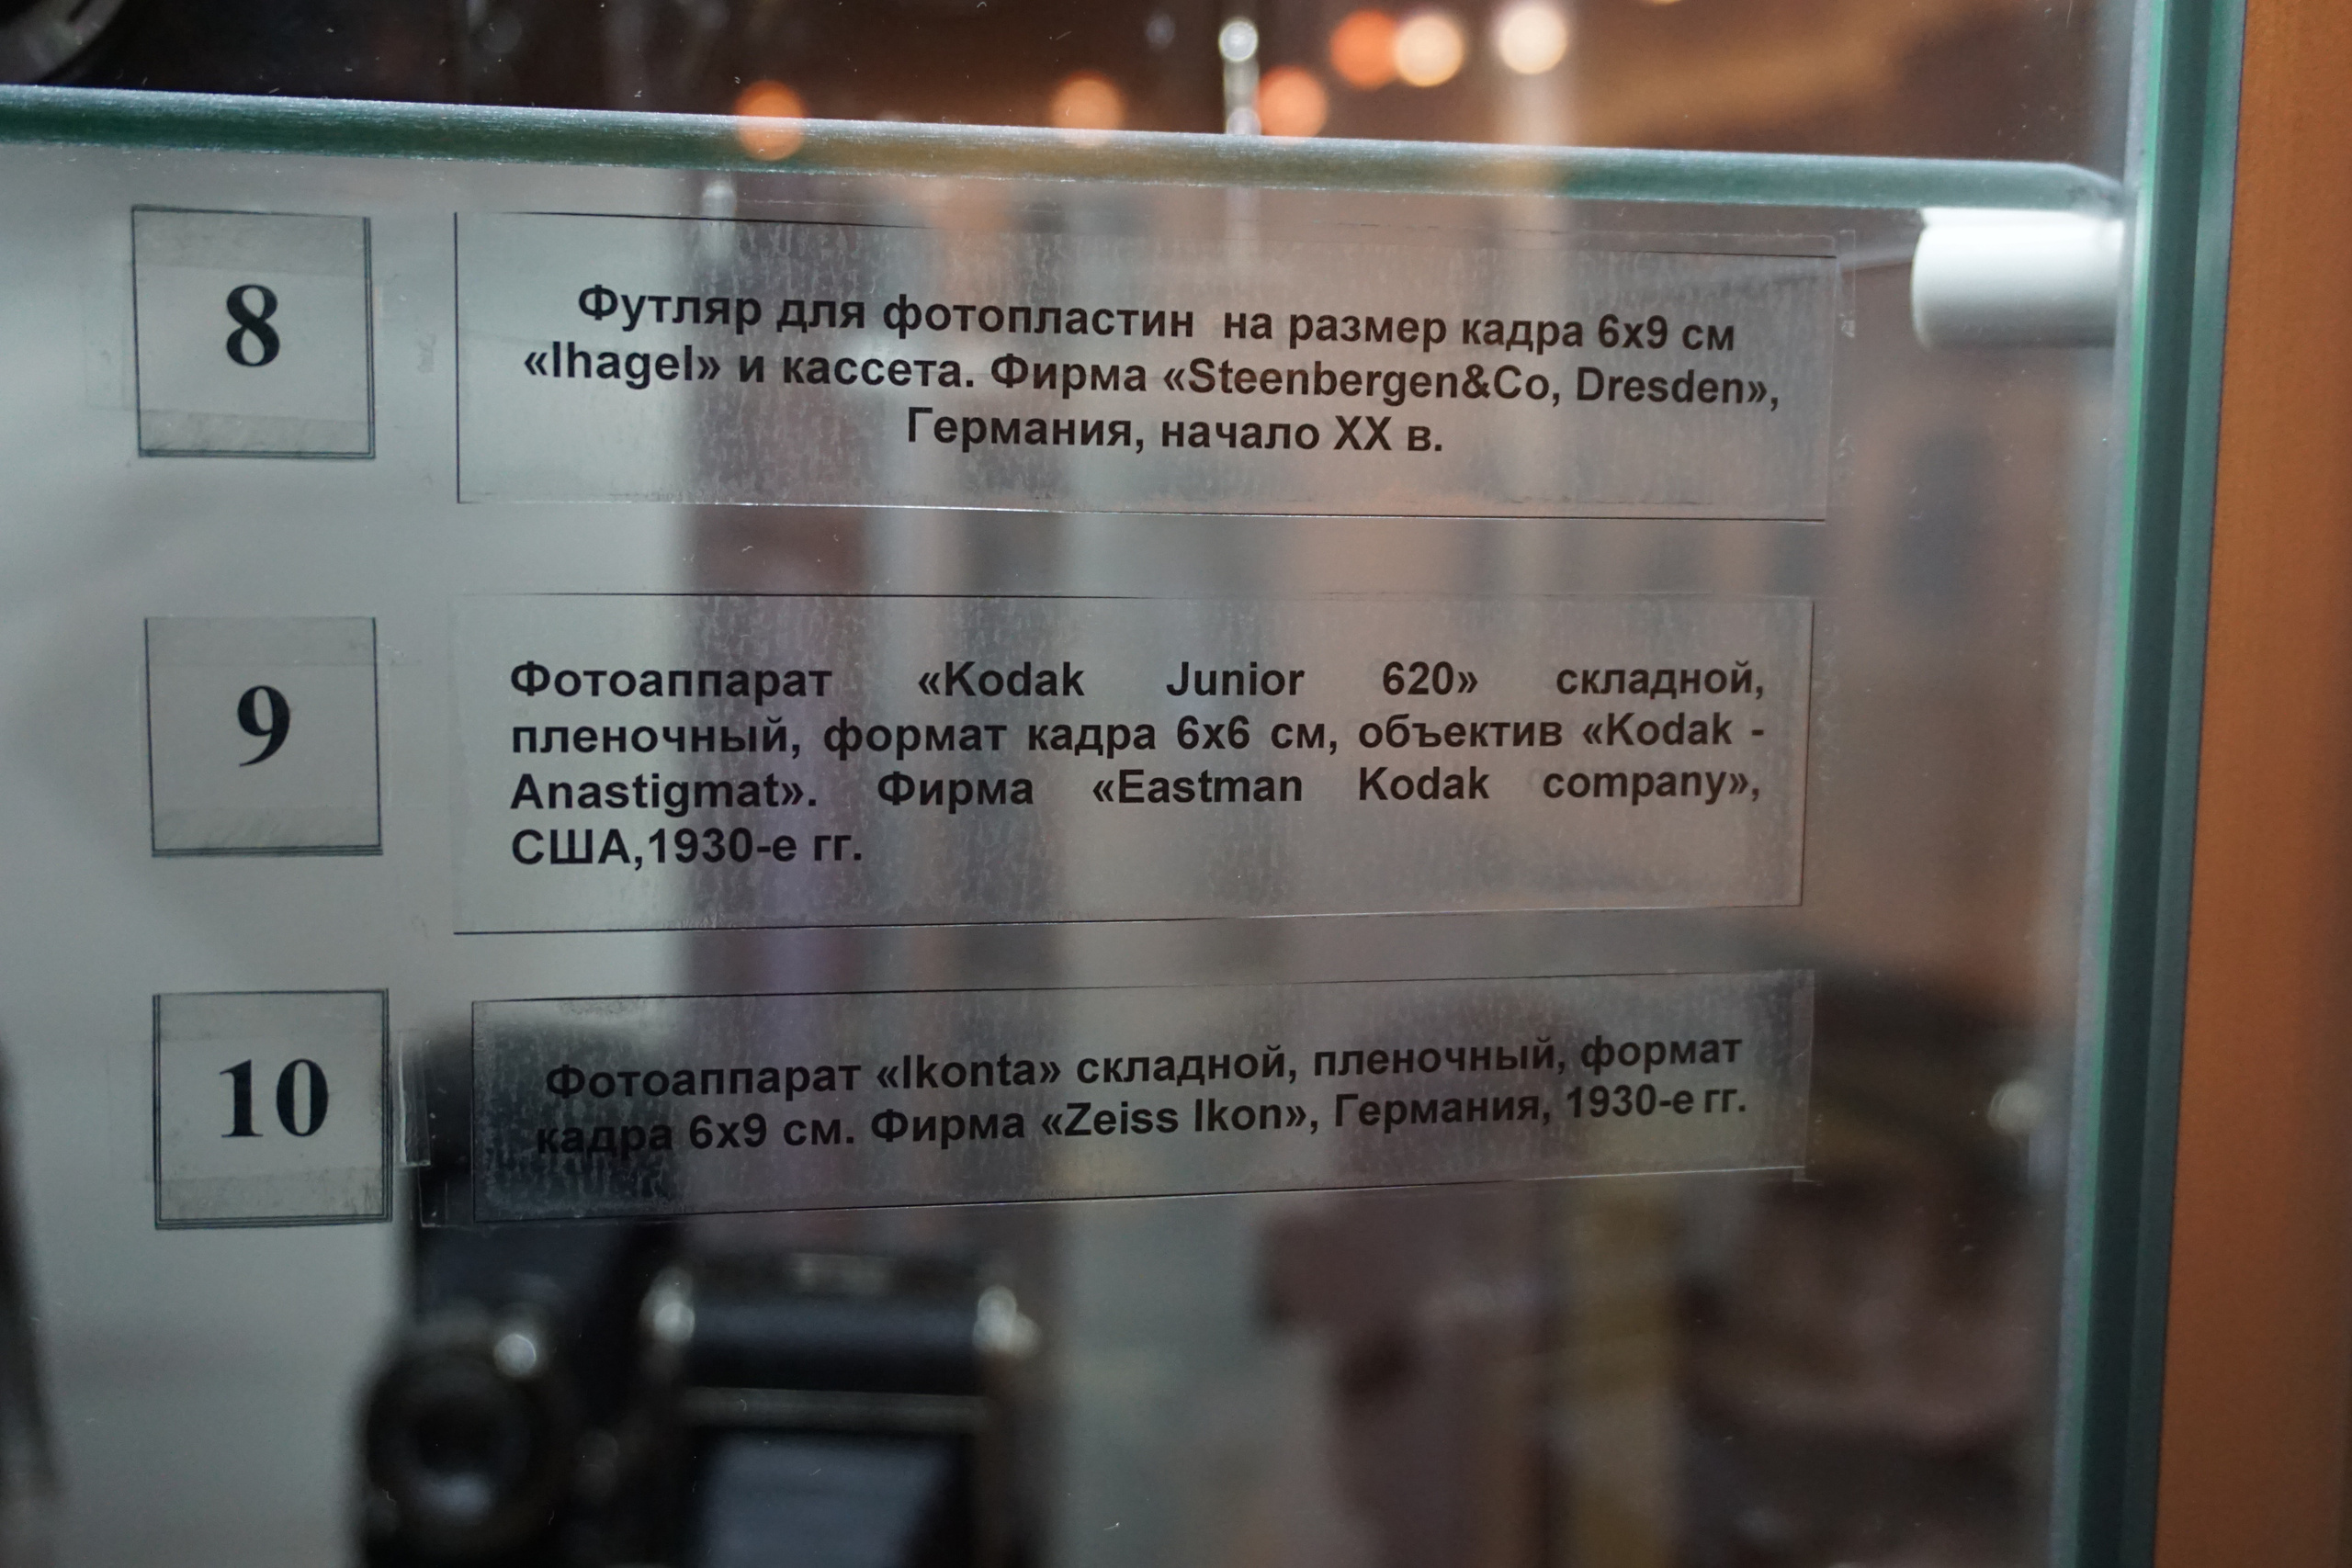 8
Футляр для фотопластин на размер кадра 6х9 см
«Ihagel» и кассета. Фирма «Steenbergen&Co, Dresden»,
Германия, начало XX в.
9
Фотоаппарат «Kodak Junior 620» складной,
пленочный, формат кадра 6х6 см, объектив «Kodak -
Anastigmat». Фирма «Eastman Kodak company»,
США,1930-е гг.
10
Фотоаппарат «Ikonta» складной, пленочный, формат
кадра 6х9 см. Фирма «Zeiss Ikon», Германия, 1930-е гг.